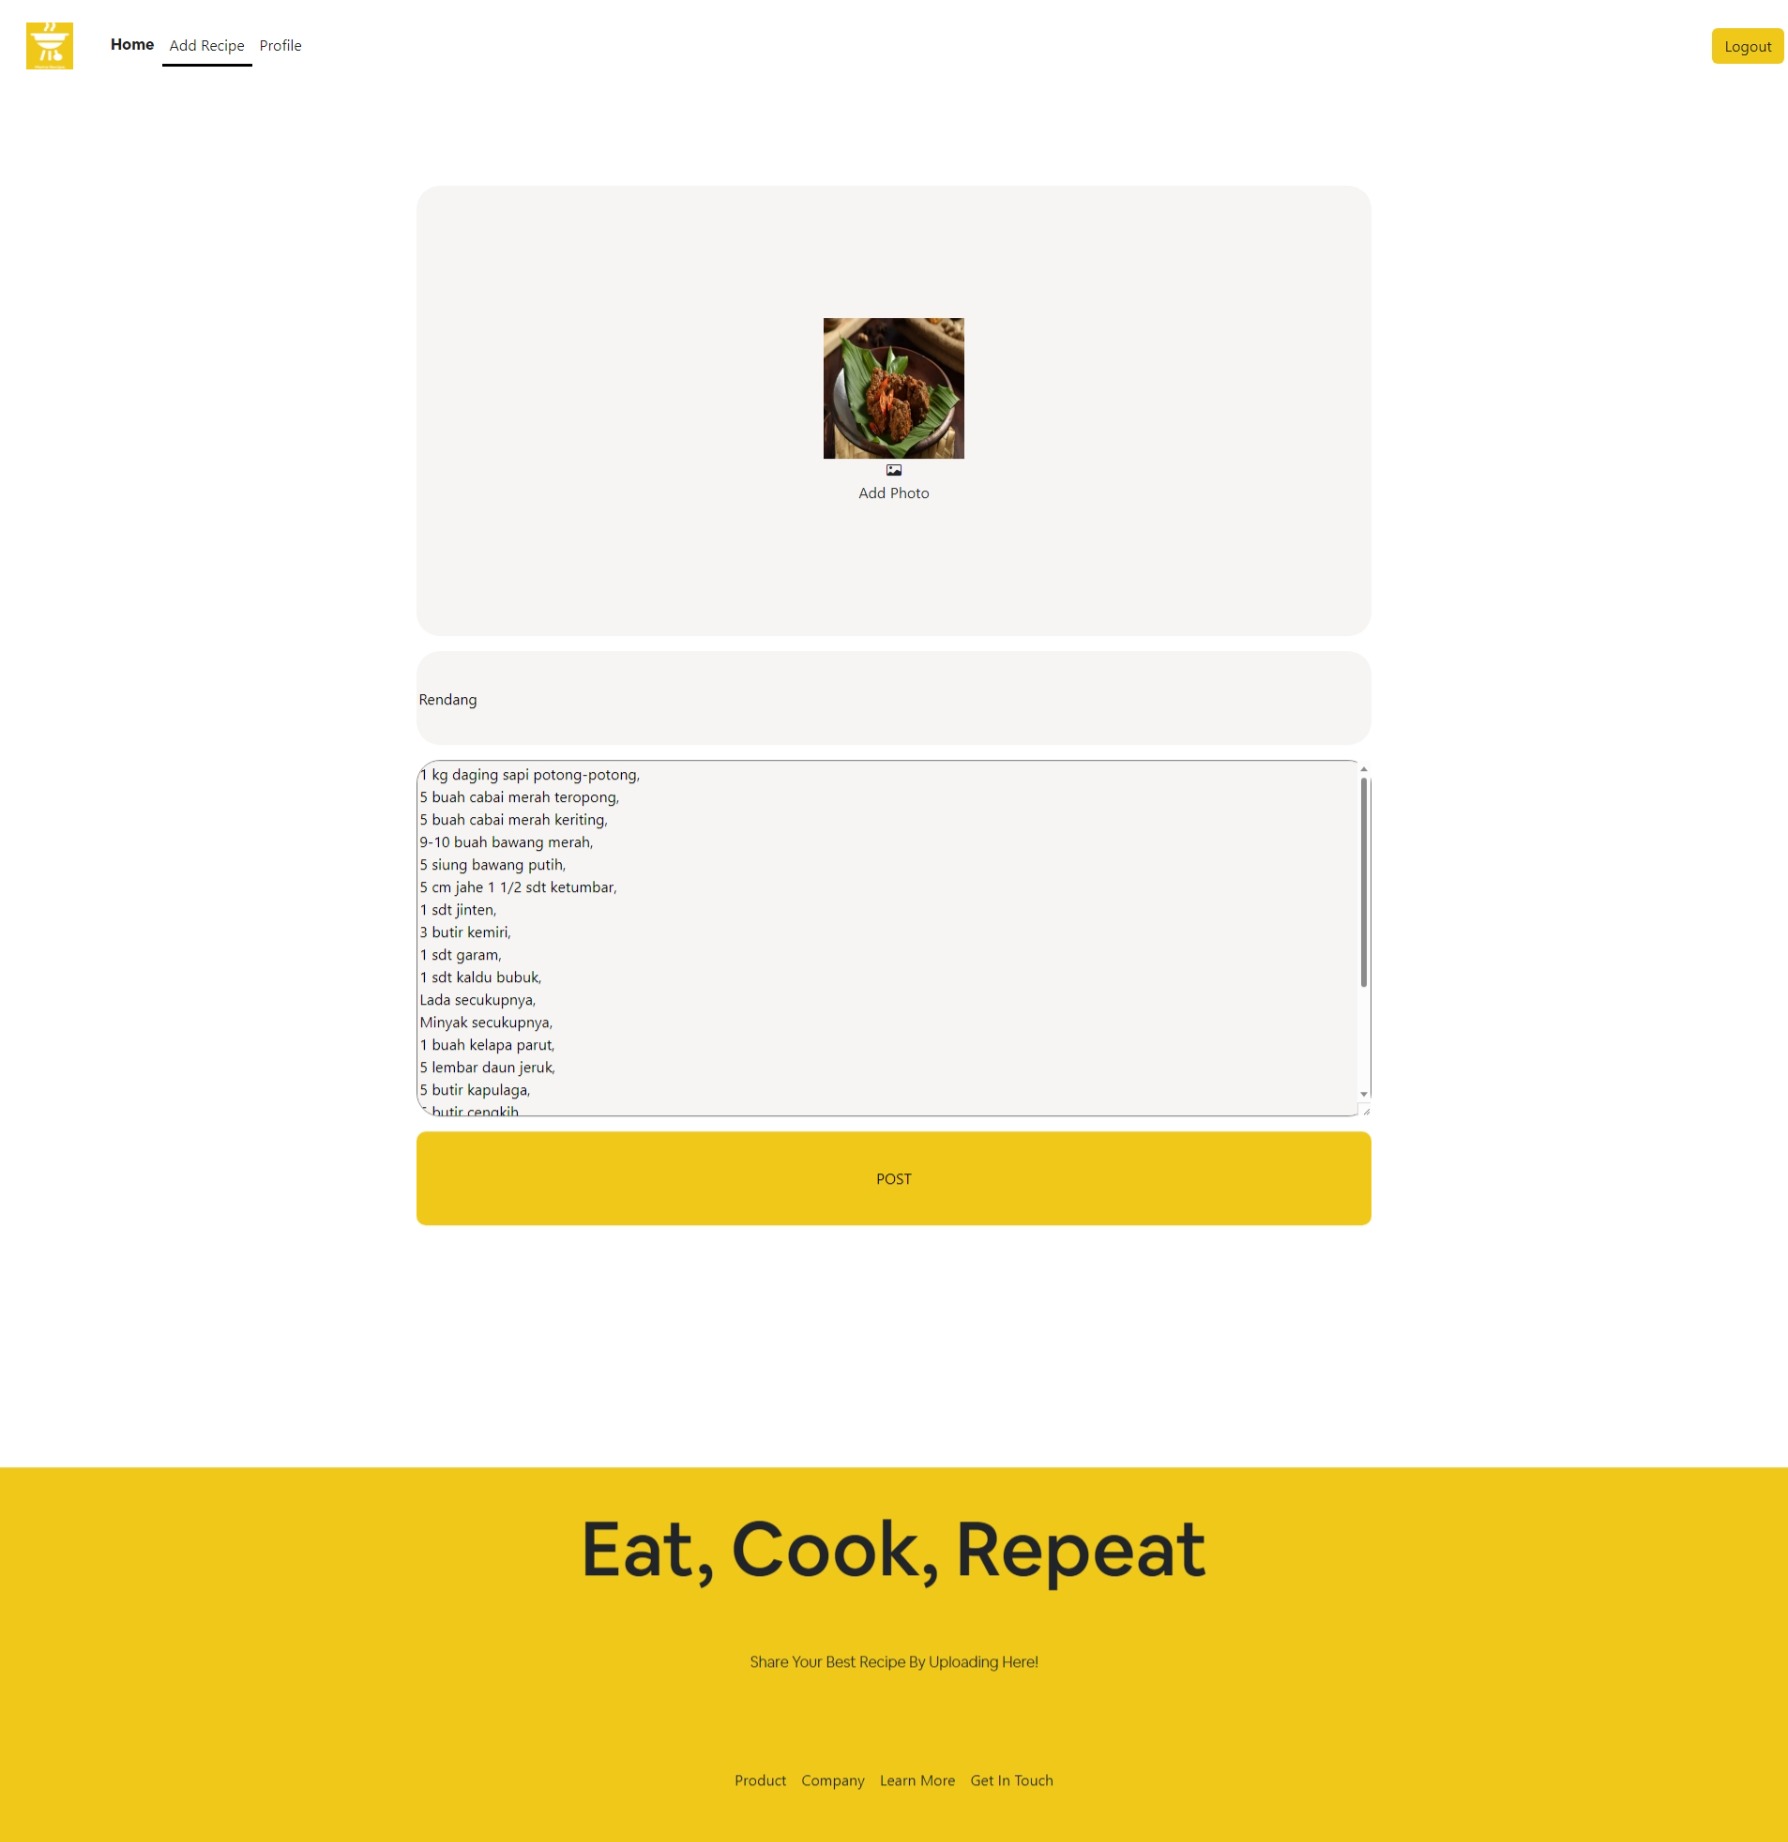 Home Add Recipe Profile Logout
Add Photo
Rendang
1 kg daging sapi potong-potong,
5 buah cabai merah teropong,
5 buah cabai merah keriting,
9-10 buah bawang merah,
5 siung bawang putih,
5 cm jahe 1 1/2 sdt ketumbar,
1 sdt jinten,
3 butir kemiri,
1 sdt garam,
1 sdt kaldu bubuk,
Lada secukupnya,
Minyak secukupnya,
1 buah kelapa parut,
5 lembar daun jeruk,
5 butir kapulaga,
5 butir cengkih
POST
Eat, Cook, Repeat
Share Your Best Recipe By Uploading Here!
Product Company Learn More Get In Touch